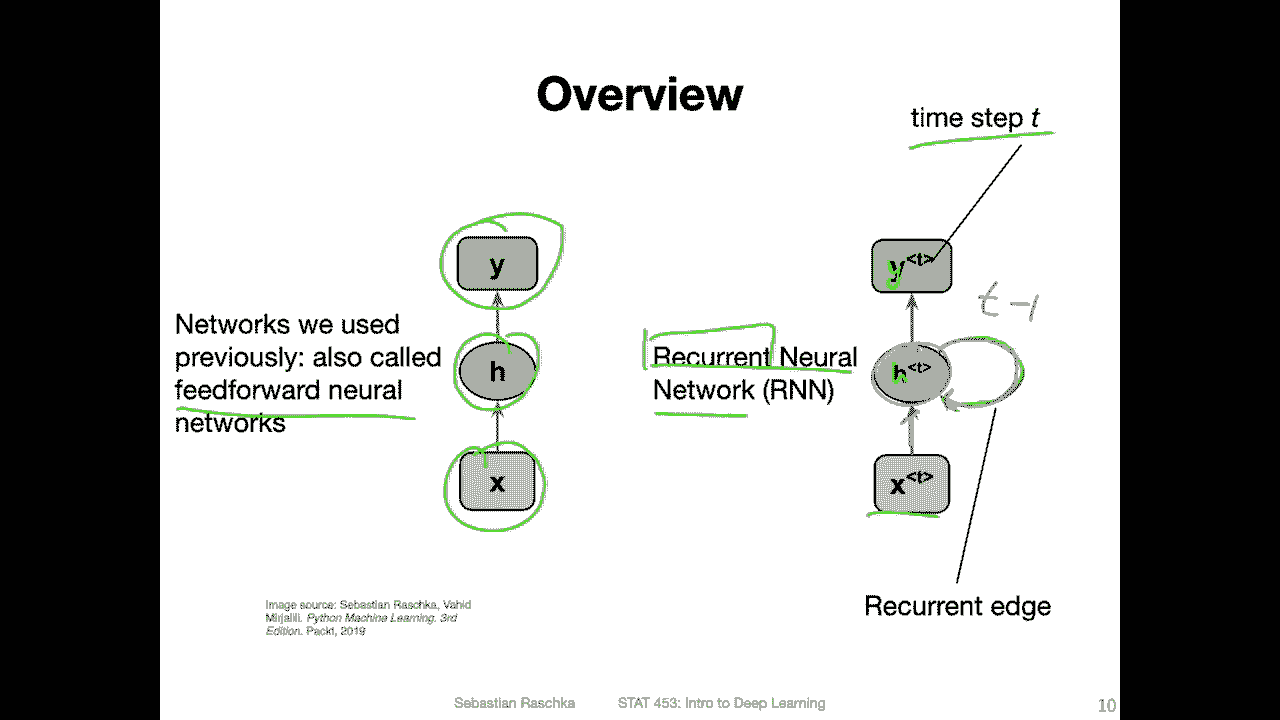 Overview
time step t
y
y<t>
t-1
Networks we used
previously: also called
feedforward neural
networks
h
Recurrent Neural
Network (RNN)
h<t>
x
x<t>
Recurrent edge
Image source: Sebastian Raschka, Vahid
Mirjalili. Python Machine Learning. 3rd
Edition. Packt, 2019
Sebastian Raschka STAT 453: Intro to Deep Learning 10